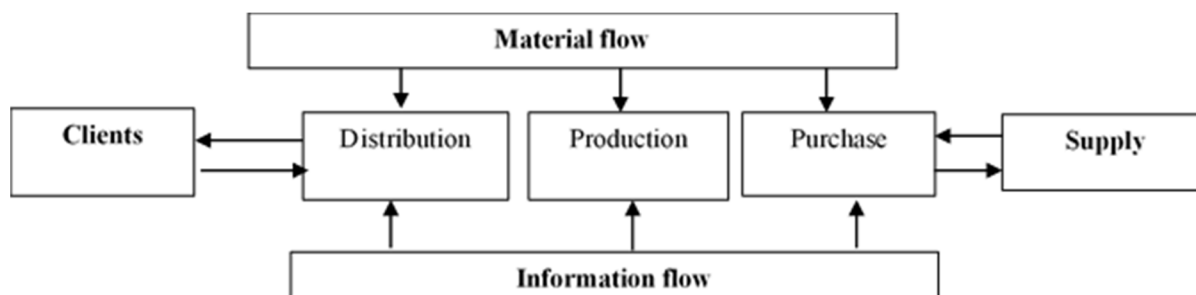 Material flow
Clients
Distribution
Production
Purchase
Supply
Information flow